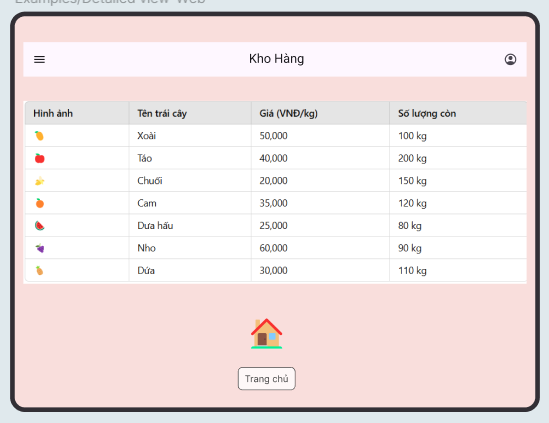 Examples/Detailed View-Web
Kho Hàng
Hình ảnh Tên trái cây Giá (VNĐ/kg) Số lượng còn
Xoài 50,000 100 kg
Táo 40,000 200 kg
Chuối 20,000 150 kg
Cam 35,000 120 kg
Dưa hấu 25,000 80 kg
Nho 60,000 90 kg
Dứa 30,000 110 kg
Trang chủ